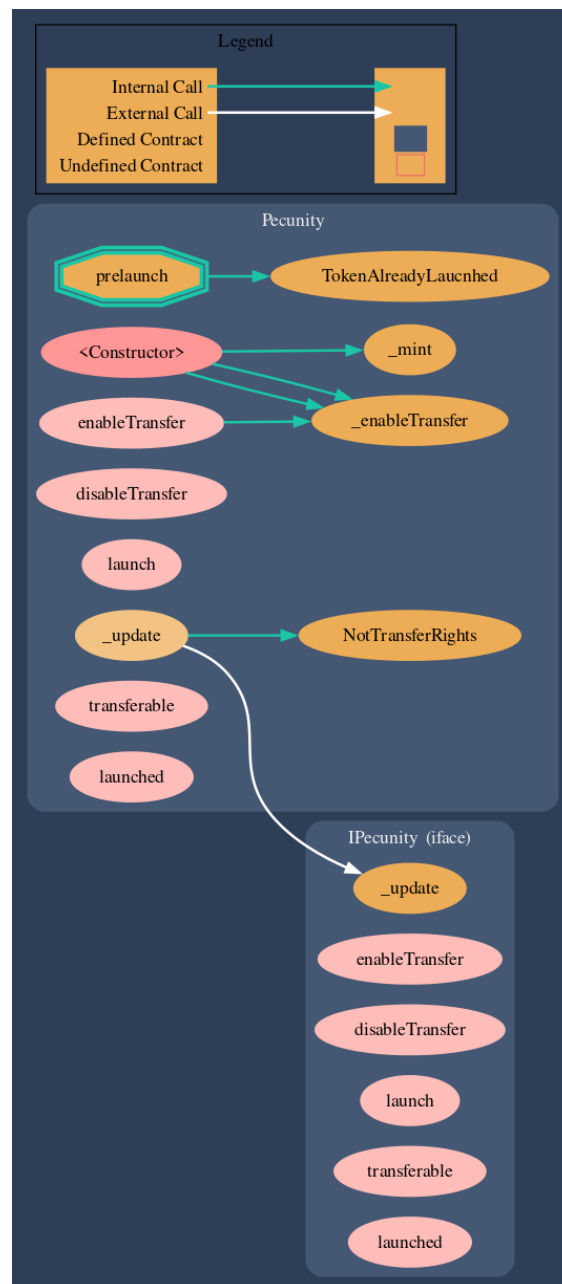 Legend
Internal Call
External Call
Defined Contract
Undefined Contract
Pecunity
prelaunch
TokenAlreadyLaucnhed
<Constructor>
_mint
enableTransfer
_enableTransfer
disableTransfer
launch
_update
NotTransferRights
transferable
launched
IPecunity (iface)
_update
enableTransfer
disableTransfer
launch
transferable
launched